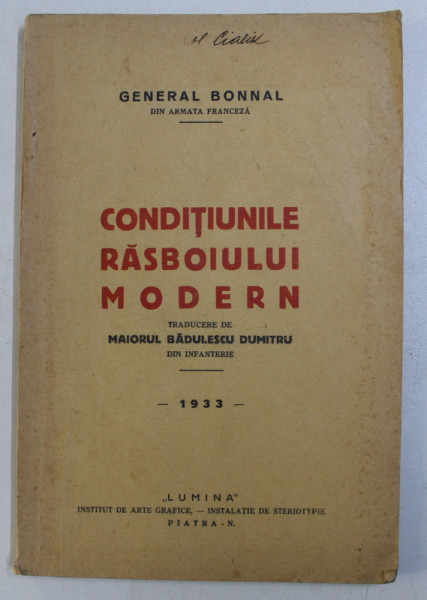 GENERAL BONNAL
DIN ARMATA FRANCEZĂ
CONDIȚIUNILE
RĂSBOIULUI
MODERN
TRADUCERE DE
MAIORUL BĂDULESCU DUMITRU
DIN INFANTERIE
— 1933 —
„LUMINA"
INSTITUT DE ARTE GRAFICE, — INSTALAȚIE DE STERIOTYPIE
PIATRA-N.